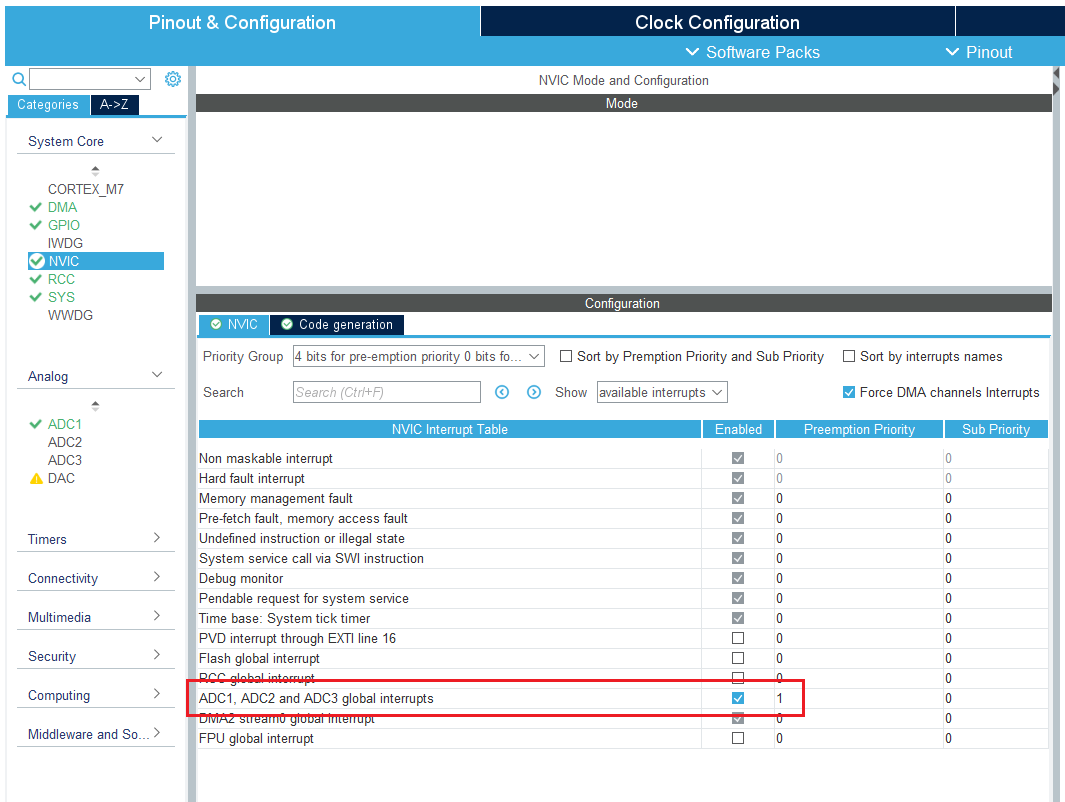 Pinout & Configuration
Clock Configuration
Software Packs
Pinout
Categories
A->Z
System Core
CORTEX_M7
DMA
GPIO
IWDG
NVIC
RCC
SYS
WWDG
Analog
ADC1
ADC2
ADC3
DAC
Timers
Connectivity
Multimedia
Security
Computing
Middleware and So...
NVIC Mode and Configuration
Mode
Configuration
NVIC
Code generation
Priority Group 4 bits for pre-emption priority 0 bits fo... Sort by Premption Priority and Sub Priority Sort by interrupts names
Search Search (Ctrl+F) Show available interrupts Force DMA channels Interrupts
NVIC Interrupt Table Enabled Preemption Priority Sub Priority
Non maskable interrupt 0 0
Hard fault interrupt 0 0
Memory management fault 0 0
Pre-fetch fault, memory access fault 0 0
Undefined instruction or illegal state 0 0
System service call via SWI instruction 0 0
Debug monitor 0 0
Pendable request for system service 0 0
Time base: System tick timer 0 0
PVD interrupt through EXTI line 16 0 0
Flash global interrupt 0 0
RCC global interrupt 0 0
ADC1, ADC2 and ADC3 global interrupts 1 0
DMA2 stream0 global interrupt 0 0
FPU global interrupt 0 0